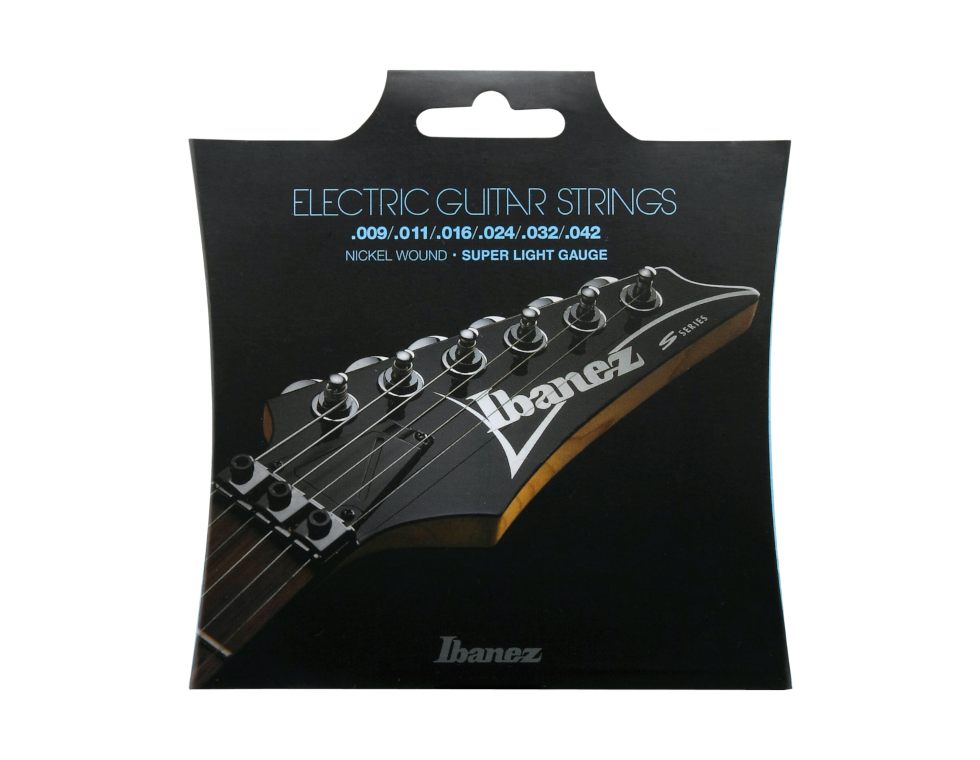 ELECTRIC GUITAR STRINGS
.009/.011/.016/.024/.032/.042
NICKEL WOUND • SUPER LIGHT GAUGE
Ibanez
S SERIES
Ibanez